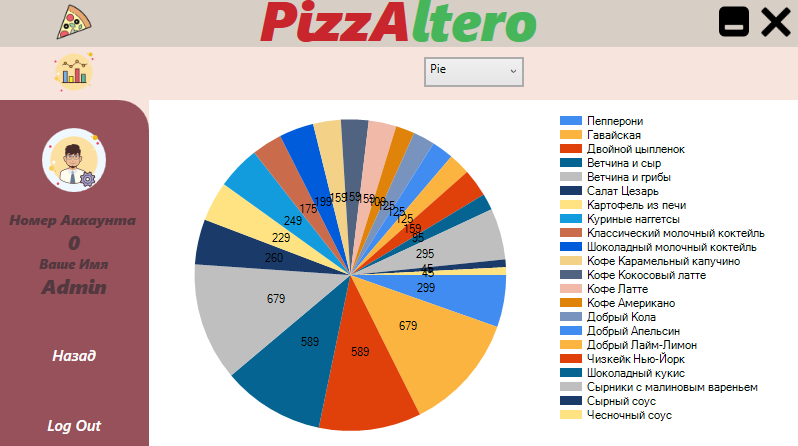 PizzAltero
Pie
Номер Аккаунта
0
Ваше Имя
Admin
Назад
Log Out
299
679
589
589
679
260
229
249
175
199
159
159
159
109
125
125
125
159
95
295
45
45
Пепперони
Гавайская
Двойной цыпленок
Ветчина и сыр
Ветчина и грибы
Салат Цезарь
Картофель из печи
Куриные наггетсы
Классический молочный коктейль
Шоколадный молочный коктейль
Кофе Карамельный капучино
Кофе Кокосовый латте
Кофе Латте
Кофе Американо
Добрый Кола
Добрый Апельсин
Добрый Лайм-Лимон
Чизкейк Нью-Йорк
Шоколадный кукис
Сырники с малиновым вареньем
Сырный соус
Чесночный соус